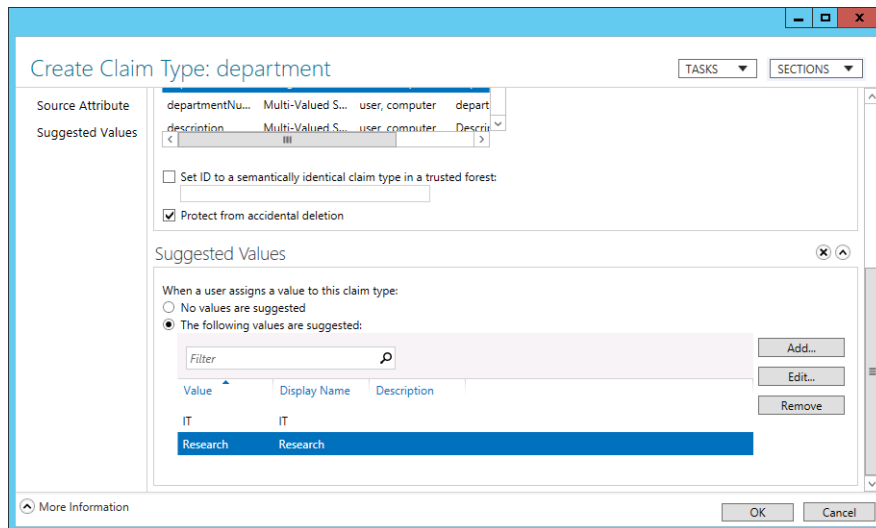 Create Claim Type: department
TASKS
SECTIONS
Source Attribute
Suggested Values
departmentNu... Multi-Valued S... user, computer depart
description Multi-Valued S... user, computer Descri
Set ID to a semantically identical claim type in a trusted forest:
Protect from accidental deletion
Suggested Values
When a user assigns a value to this claim type:
No values are suggested
The following values are suggested:
Filter
Add...
Edit...
Remove
Value Display Name Description
IT IT
Research Research
More Information
OK
Cancel